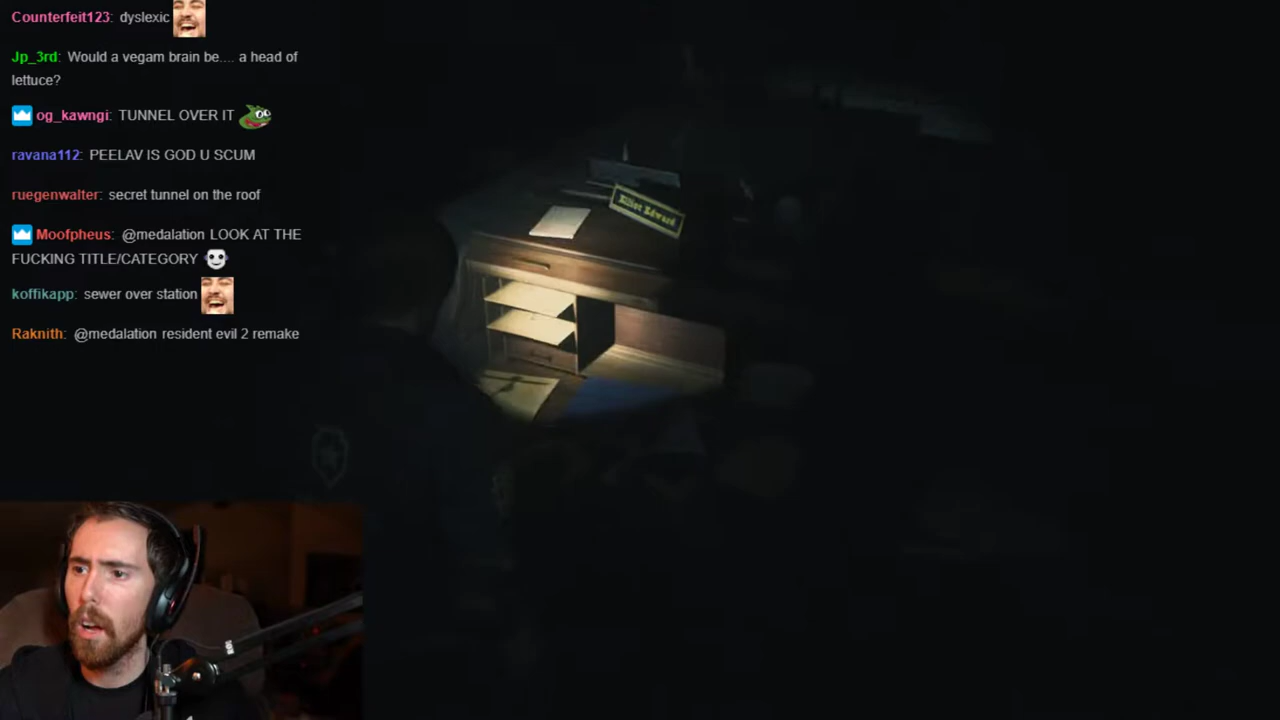 Counterfeit123: dyslexic
Jp_3rd: Would a vegam brain be.... a head of
lettuce?
og_kawngi: TUNNEL OVER IT
ravana112: PEELAV IS GOD U SCUM
ruegenwalter: secret tunnel on the roof
Moofpheus: @medalation LOOK AT THE
FUCKING TITLE/CATEGORY
koffikapp: sewer over station
Raknith: @medalation resident evil 2 remake
Elliot Edward